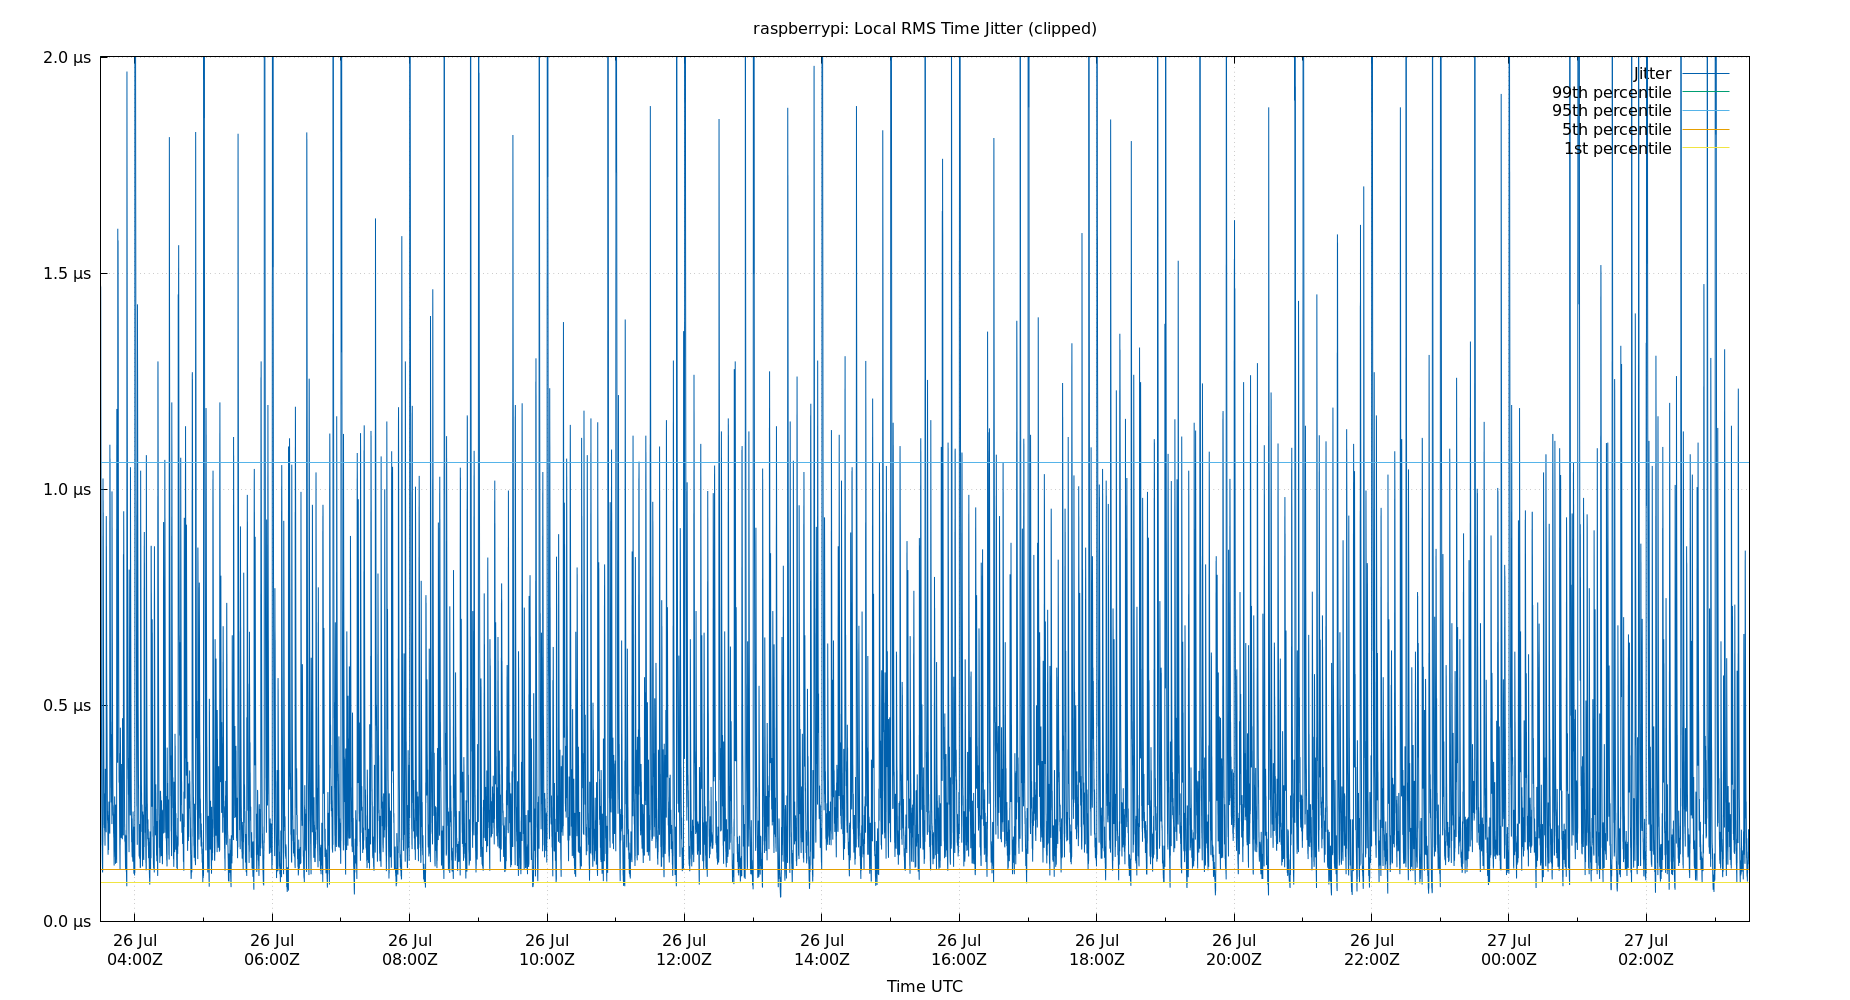 raspberrypi: Local RMS Time Jitter (clipped)
2.0 µs
1.5 µs
1.0 µs
0.5 µs
0.0 µs
Jitter
99th percentile
95th percentile
5th percentile
1st percentile
26 Jul 26 Jul 26 Jul 26 Jul 26 Jul 26 Jul 26 Jul 26 Jul 26 Jul 26 Jul 27 Jul 27 Jul
04:00Z 06:00Z 08:00Z 10:00Z 12:00Z 14:00Z 16:00Z 18:00Z 20:00Z 22:00Z 00:00Z 02:00Z
Time UTC